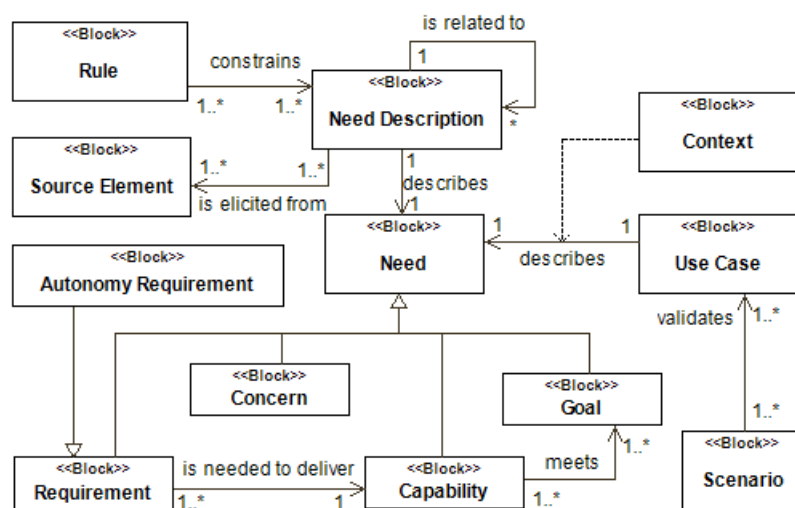 <<Block>>
Rule
constrains
1..*
1..*
is related to
1
*
<<Block>>
Need Description
<<Block>>
Context
<<Block>>
Source Element
1..*
1..*
is elicited from
1
describes
1
<<Block>>
Need
1
describes
1
<<Block>>
Use Case
<<Block>>
Autonomy Requirement
validates
1..*
1..*
<<Block>>
Concern
<<Block>>
Goal
<<Block>>
Requirement
is needed to deliver
1..*
1
<<Block>>
Capability
meets
1..*
1..*
<<Block>>
Scenario